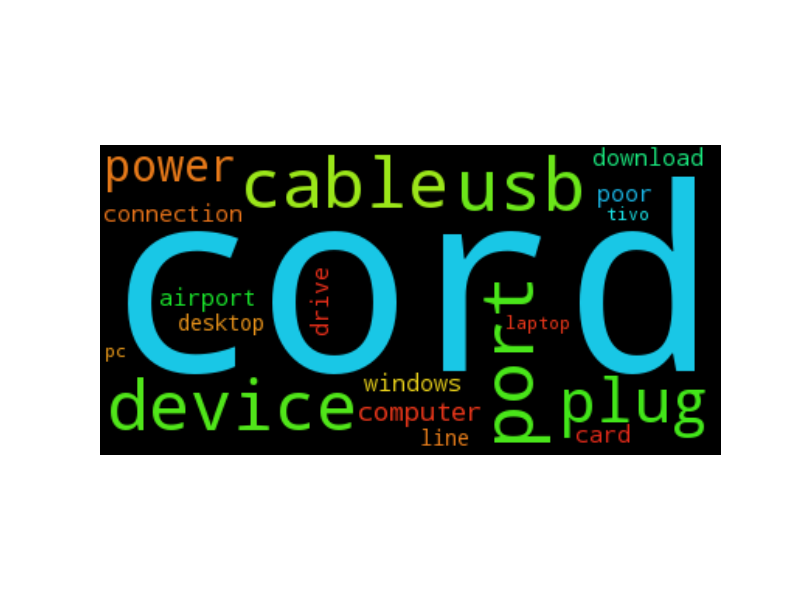 power
cable
usb
download
poor
tivo
connection
cord
airport
drive
desktop
laptop
pc
port
device
windows
computer
line
plug
card